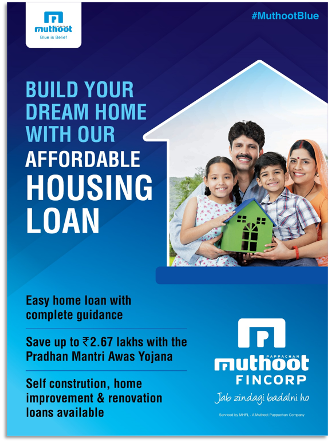 muthoot
blue is belief
#MuthootBlue
BUILD YOUR
DREAM HOME
WITH OUR
AFFORDABLE
HOUSING
LOAN
Easy home loan with
complete guidance
Save up to ₹2.67 lakhs with the
Pradhan Mantri Awas Yojana
Self constrution, home
improvement & renovation
loans available
PAPPACHAN
muthoot
FINCORP
Jab zindagi badalni ho